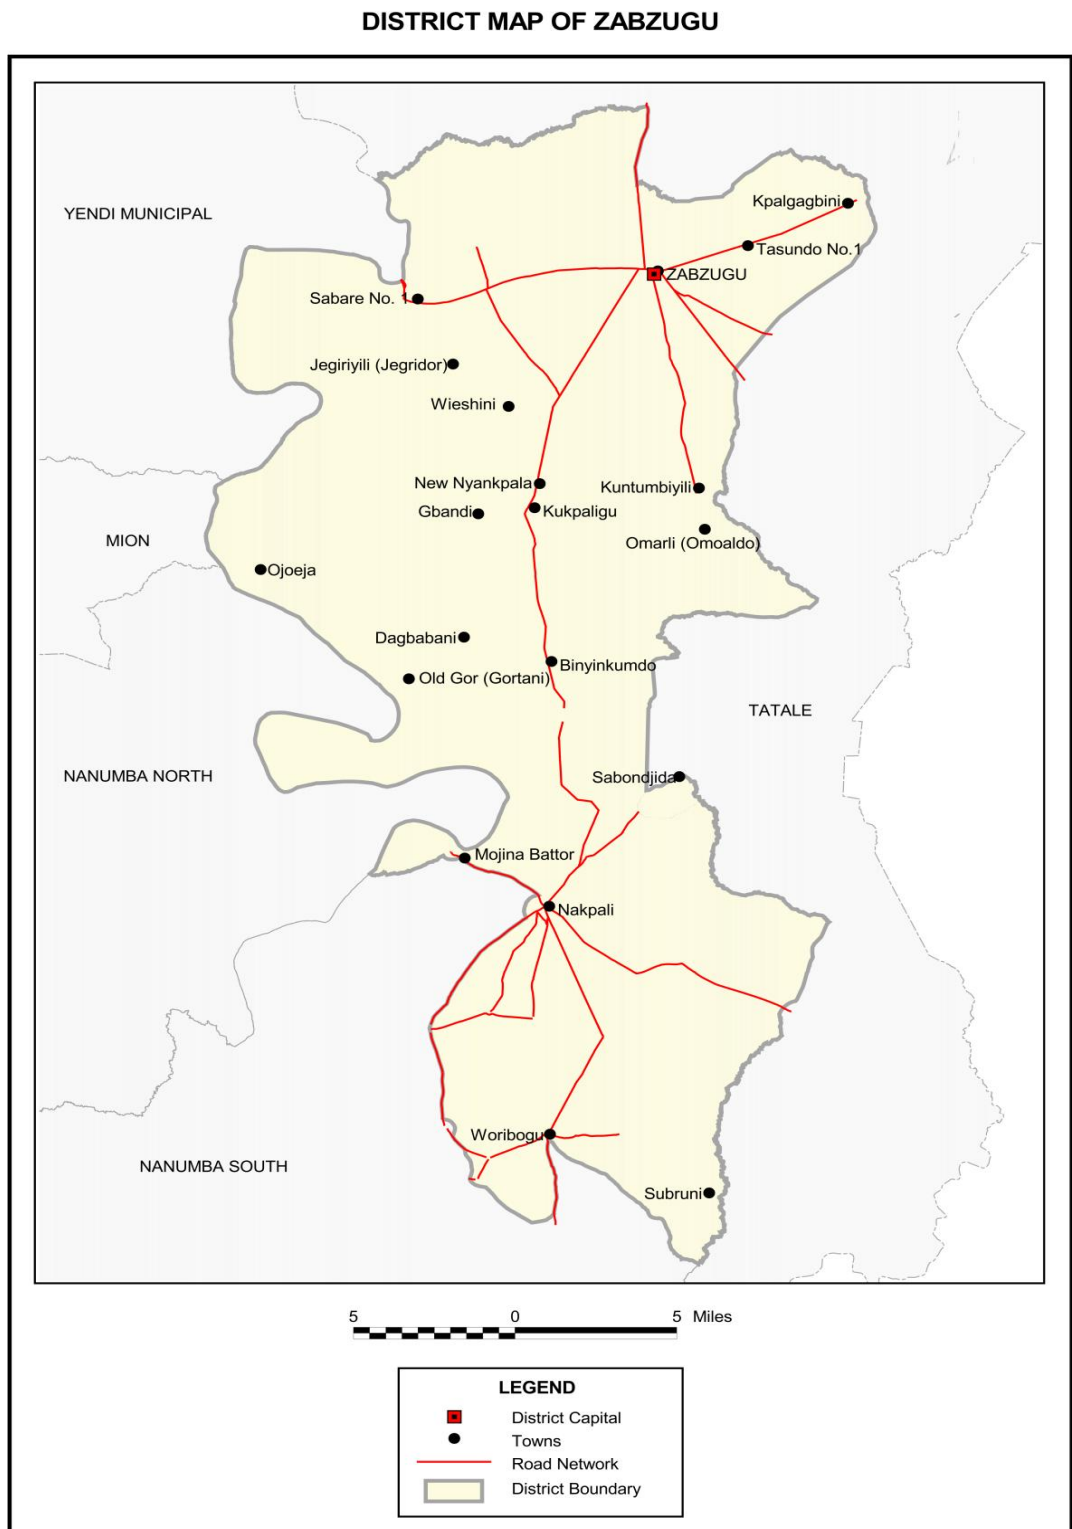 DISTRICT MAP OF ZABZUGU
YENDI MUNICIPAL
Kpalgagbini
Tasundo No.1
ZABZUGU
Sabare No. 1
Jegiriyili (Jegridor)
Wieshini
New Nyankpala
Kuntumbiyili
Gbandi
Kukpaligu
MION
Omarli (Omoaldo)
Ojoeja
Dagbabani
Binyinkumdo
Old Gor (Gortani)
TATALE
NANUMBA NORTH
Sabondjida
Mojina Battor
Nakpali
Woribogu
NANUMBA SOUTH
Subruni
5 0 5 Miles
LEGEND
District Capital
Towns
Road Network
District Boundary